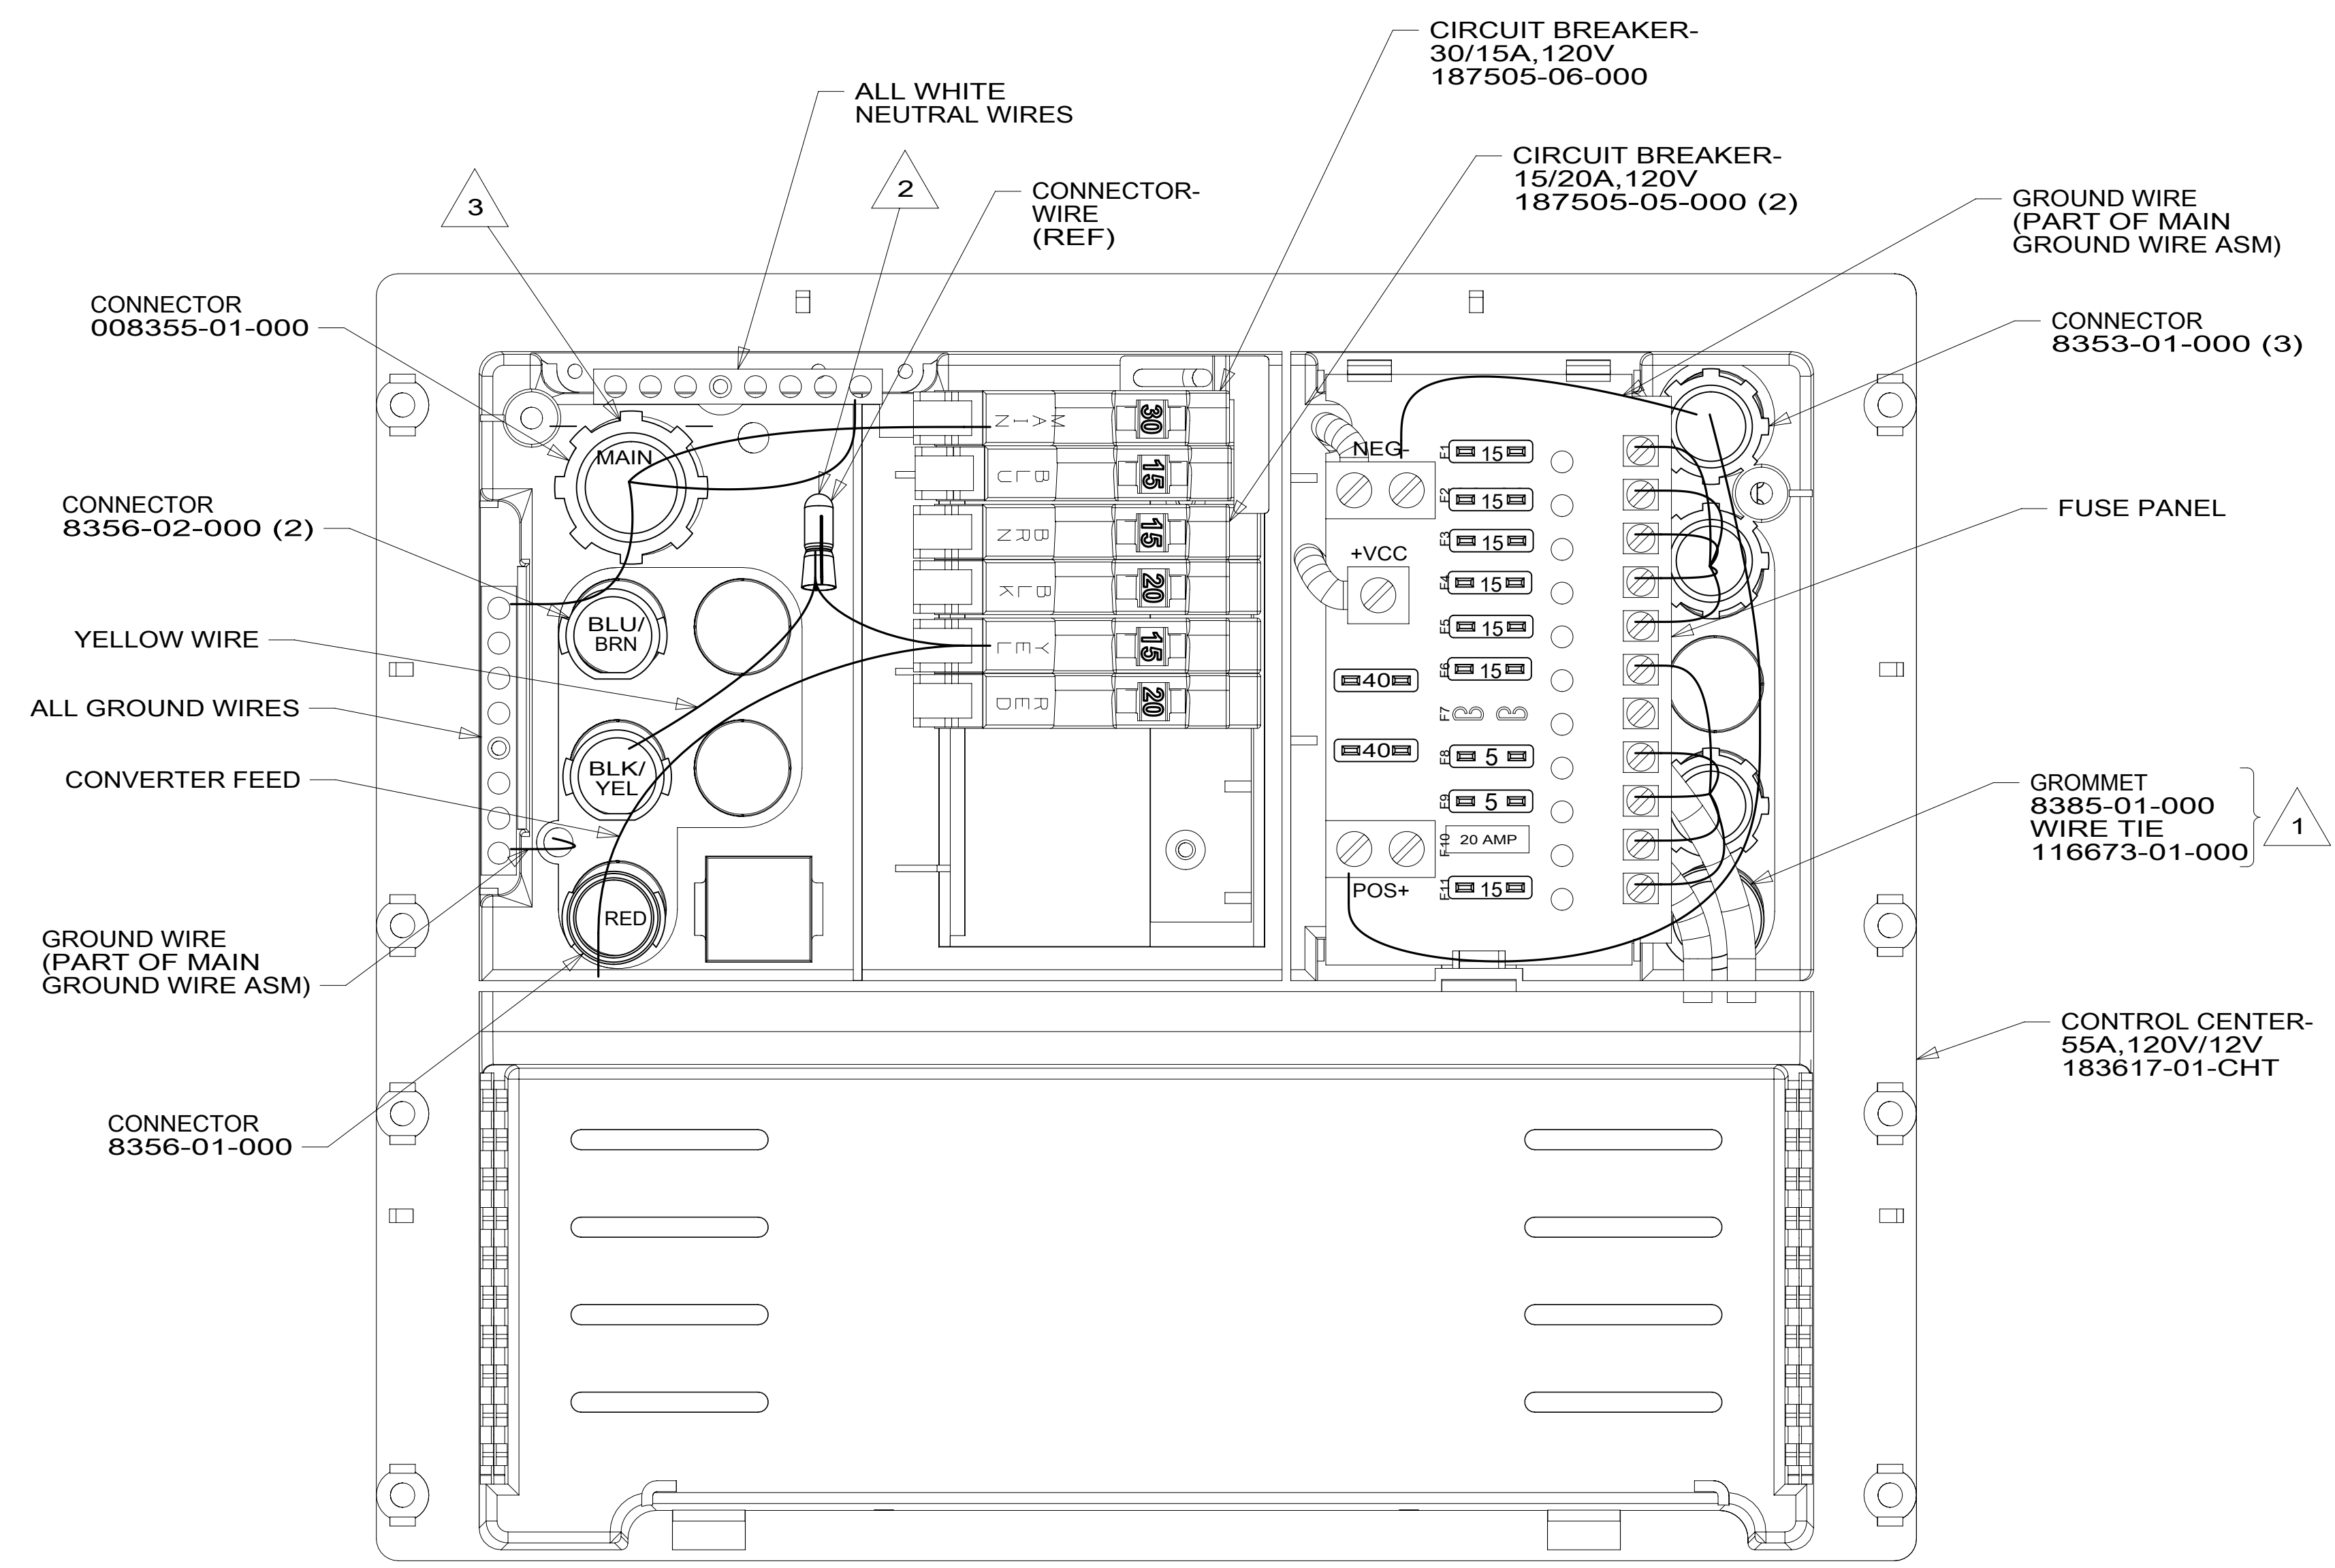 CIRCUIT BREAKER-
30/15A,120V
187505-06-000
ALL WHITE
NEUTRAL WIRES
CIRCUIT BREAKER-
15/20A,120V
187505-05-000 (2)
3
2
CONNECTOR-
WIRE
(REF)
GROUND WIRE
(PART OF MAIN
GROUND WIRE ASM)
CONNECTOR
008355-01-000
CONNECTOR
8353-01-000 (3)
CONNECTOR
8356-02-000 (2)
FUSE PANEL
YELLOW WIRE
ALL GROUND WIRES
CONVERTER FEED
GROMMET
8385-01-000
WIRE TIE
116673-01-000
1
GROUND WIRE
(PART OF MAIN
GROUND WIRE ASM)
CONTROL CENTER-
55A,120V/12V
183617-01-CHT
CONNECTOR
8356-01-000
MAIN
BLU/
BRN
BLK/
YEL
RED
MAIN
30
BLU
15
BRN
15
BLK
20
YEL
15
RED
20
NEG-
+VCC
40
40
POS+
F1 15
F2 15
F3 15
F4 15
F5 15
F6 15
F7
F8 5
F9 5
F10 20 AMP
F11 15